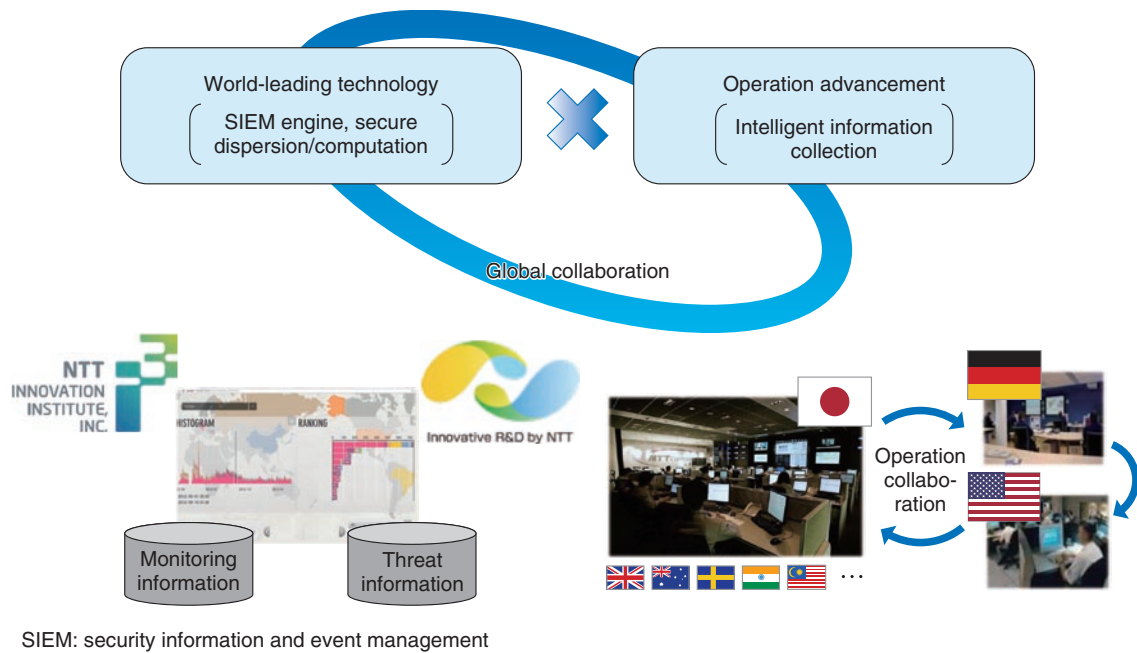 World-leading technology
SIEM engine, secure
dispersion/computation
Operation advancement
Intelligent information
collection
Global collaboration
NTT
INNOVATION
INSTITUTE,
INC.
Innovative R&D by NTT
HISTOGRAM
RANKING
Operation
collabo-
ration
Monitoring
information
Threat
information
...
SIEM: security information and event management